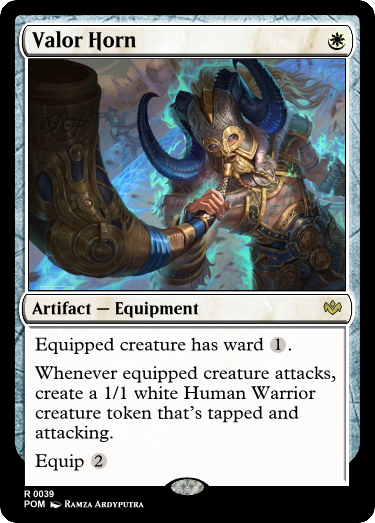 Valor Horn
Artifact — Equipment
Equipped creature has ward 1.
Whenever equipped creature attacks,
create a 1/1 white Human Warrior
creature token that's tapped and
attacking.
Equip 2
R 0039
POM Ramza Ardyputra